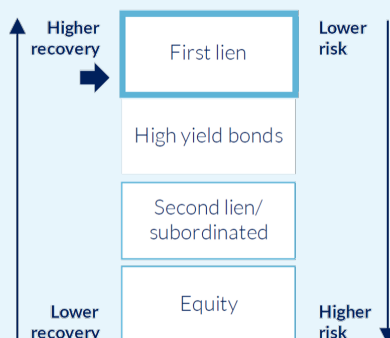 Higher
recovery
First lien
Lower
risk
High yield bonds
Second lien/
subordinated
Equity
Lower
recovery
Higher
risk